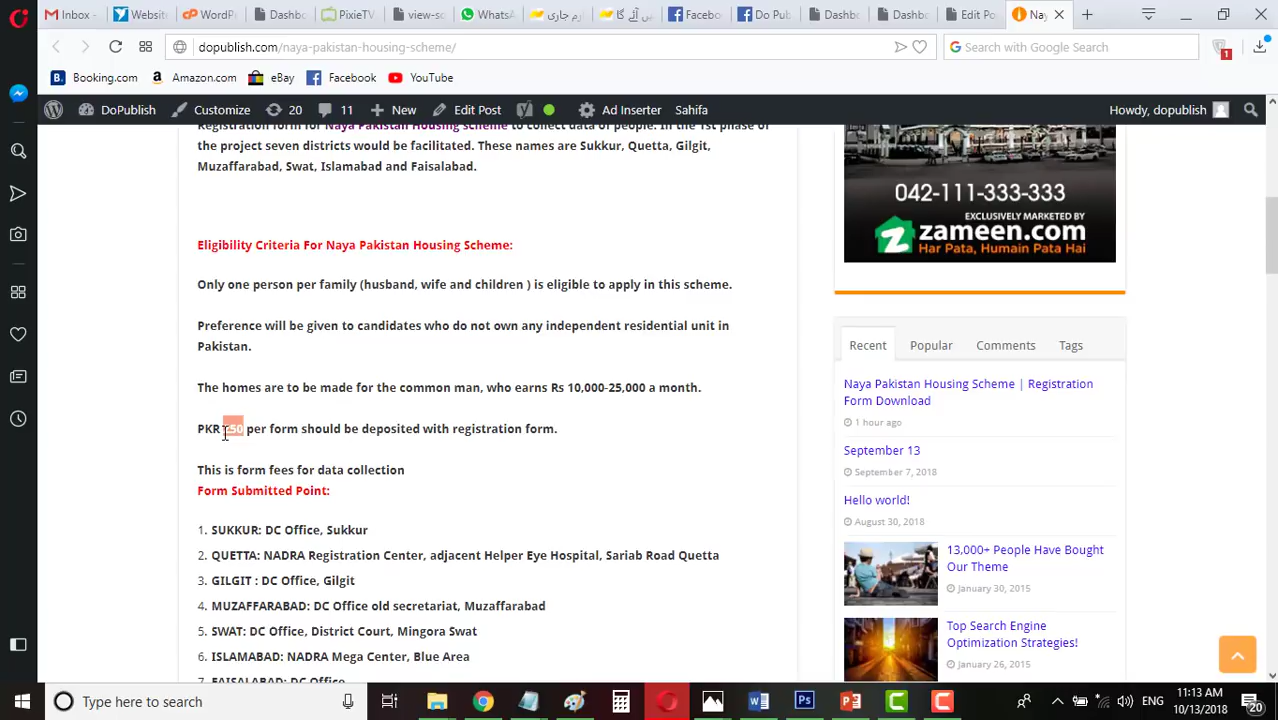 Inbox
Website
WordP
Dashbo
PixieTV
view-sc
WhatsA
Facebo
Do Pub
Dashbo
Dashbo
Edit Po
Nay
dopublish.com/naya-pakistan-housing-scheme/
Search with Google Search
1
Booking.com
Amazon.com
eBay
Facebook
YouTube
DoPublish
Customize
20
11
New
Edit Post
Ad Inserter
Sahifa
Howdy, dopublish
Registration form for Naya Pakistan Housing scheme to collect data of people. In the 1st phase of
the project seven districts would be facilitated. These names are Sukkur, Quetta, Gilgit,
Muzaffarabad, Swat, Islamabad and Faisalabad.
Eligibility Criteria For Naya Pakistan Housing Scheme:
Only one person per family (husband, wife and children ) is eligible to apply in this scheme.
Preference will be given to candidates who do not own any independent residential unit in
Pakistan.
The homes are to be made for the common man, who earns Rs 10,000-25,000 a month.
PKR 250 per form should be deposited with registration form.
This is form fees for data collection
Form Submitted Point:
1. SUKKUR: DC Office, Sukkur
2. QUETTA: NADRA Registration Center, adjacent Helper Eye Hospital, Sariab Road Quetta
3. GILGIT : DC Office, Gilgit
4. MUZAFFARABAD: DC Office old secretariat, Muzaffarabad
5. SWAT: DC Office, District Court, Mingora Swat
6. ISLAMABAD: NADRA Mega Center, Blue Area
7. FAISALABAD: DC Office
042-111-333-333
EXCLUSIVELY MARKETED BY
zameen.com
Har Pata, Humain Pata Hai
Recent
Popular
Comments
Tags
Naya Pakistan Housing Scheme | Registration
Form Download
1 hour ago
September 13
September 7, 2018
Hello world!
August 30, 2018
13,000+ People Have Bought
Our Theme
January 30, 2015
Top Search Engine
Optimization Strategies!
January 26, 2015
Type here to search
ENG
11:13 AM
10/13/2018
20